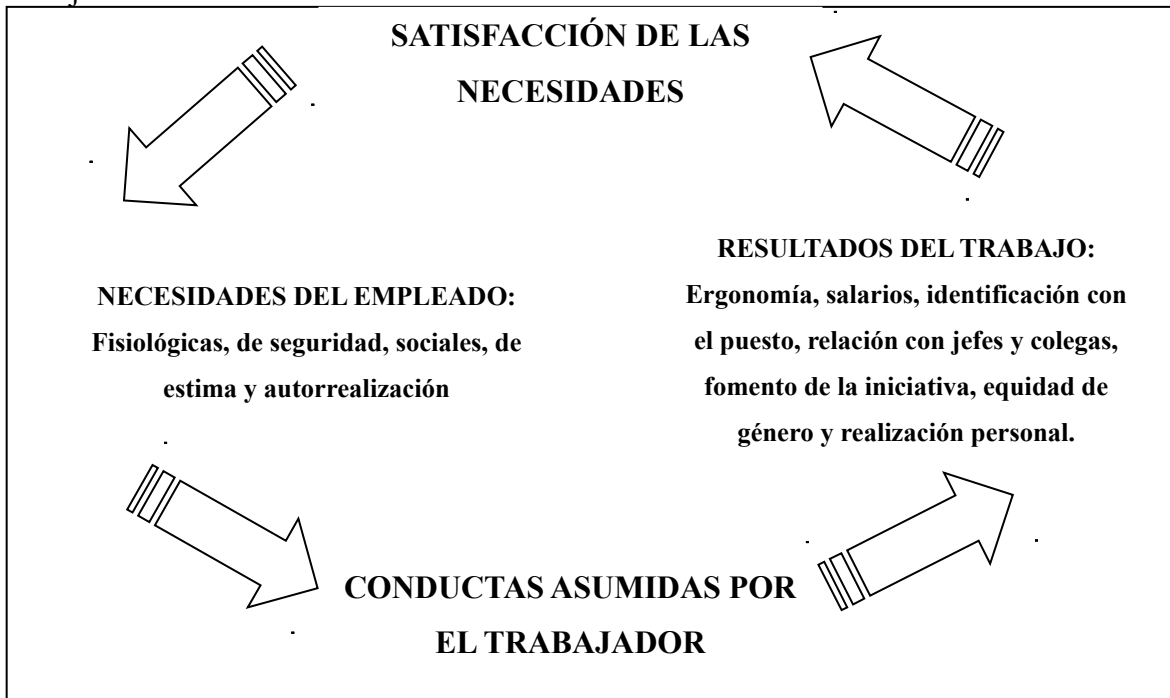 SATISFACCIÓN DE LAS
NECESIDADES
NECESIDADES DEL EMPLEADO:
Fisiológicas, de seguridad, sociales, de
estima y autorrealización
RESULTADOS DEL TRABAJO:
Ergonomía, salarios, identificación con
el puesto, relación con jefes y colegas,
fomento de la iniciativa, equidad de
género y realización personal.
CONDUCTAS ASUMIDAS POR
EL TRABAJADOR